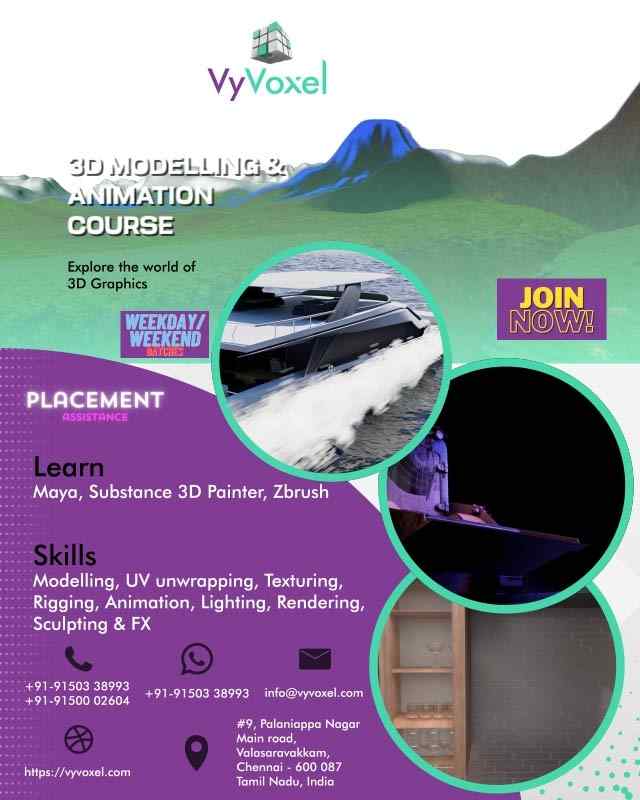 VyVoxel
3D MODELLING &
ANIMATION
COURSE
Explore the world of
3D Graphics
WEEKDAY/
WEEKEND
BATCHES
JOIN
NOW!
PLACEMENT
ASSISTANCE
Learn
Maya, Substance 3D Painter, Zbrush
Skills
Modelling, UV unwrapping, Texturing,
Rigging, Animation, Lighting, Rendering,
Sculpting & FX
+91-91503 38993
+91-91500 02604
+91-91503 38993
info@vyvoxel.com
https://vyvoxel.com
#9, Palaniappa Nagar
Main road,
Valasaravakkam,
Chennai - 600 087
Tamil Nadu, India